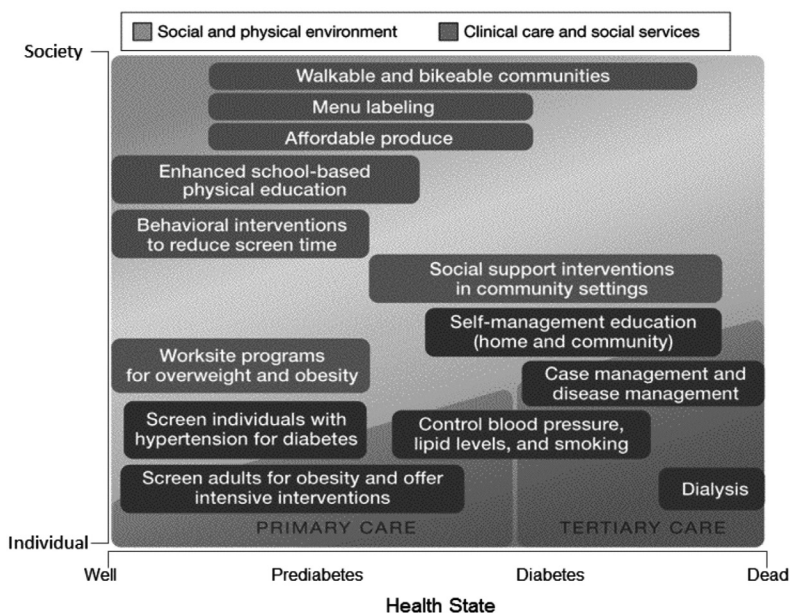 Social and physical environment
Clinical care and social services
Society
Walkable and bikeable communities
Menu labeling
Affordable produce
Enhanced school-based
physical education
Behavioral interventions
to reduce screen time
Social support interventions
in community settings
Self-management education
(home and community)
Worksite programs
for overweight and obesity
Case management and
disease management
Screen individuals with
hypertension for diabetes
Control blood pressure,
lipid levels, and smoking
Screen adults for obesity and offer
intensive interventions
Dialysis
PRIMARY CARE
TERTIARY CARE
Individual
Well
Prediabetes
Diabetes
Dead
Health State